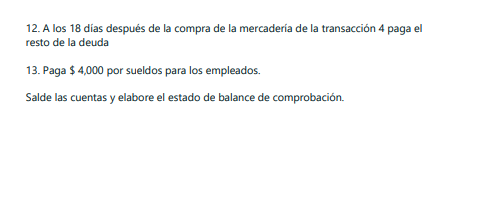 12. A los 18 días después de la compra de la mercadería de la transacción 4 paga el
resto de la deuda
13. Paga $ 4,000 por sueldos para los empleados.
Salde las cuentas y elabore el estado de balance de comprobación.